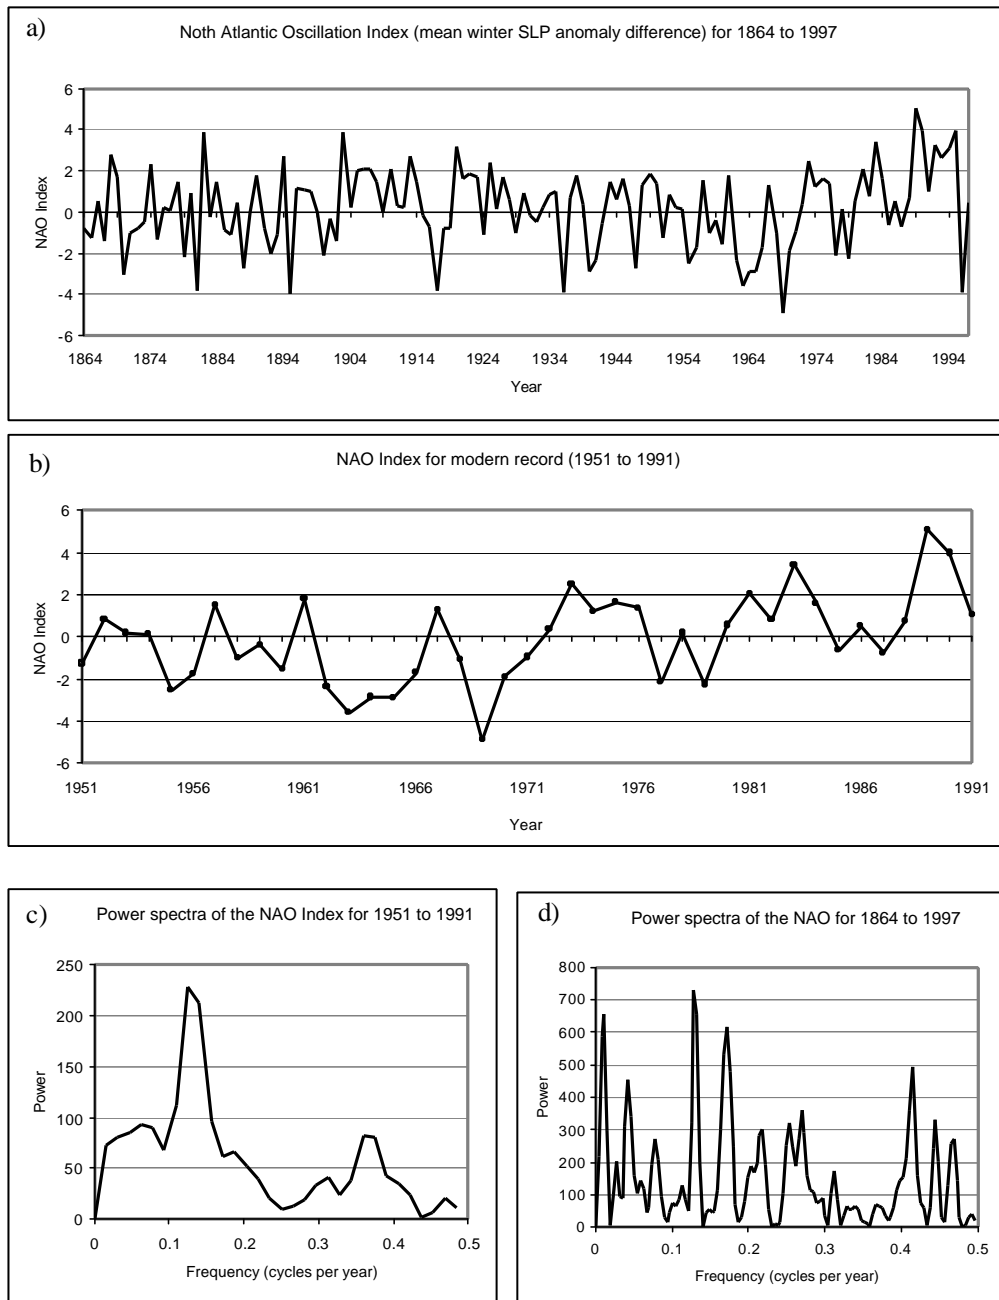 a)
Noth Atlantic Oscillation Index (mean winter SLP anomaly difference) for 1864 to 1997
6
4
2
0
-2
-4
-6
NAO Index
1864 1874 1884 1894 1904 1914 1924 1934 1944 1954 1964 1974 1984 1994
Year
b)
NAO Index for modern record (1951 to 1991)
6
4
2
0
-2
-4
-6
NAO Index
1951 1956 1961 1966 1971 1976 1981 1986 1991
Year
c)
Power spectra of the NAO Index for 1951 to 1991
250
200
150
100
50
0
Power
0 0.1 0.2 0.3 0.4 0.5
Frequency (cycles per year)
d)
Power spectra of the NAO for 1864 to 1997
800
700
600
500
400
300
200
100
0
Power
0 0.1 0.2 0.3 0.4 0.5
Frequency (cycles per year)